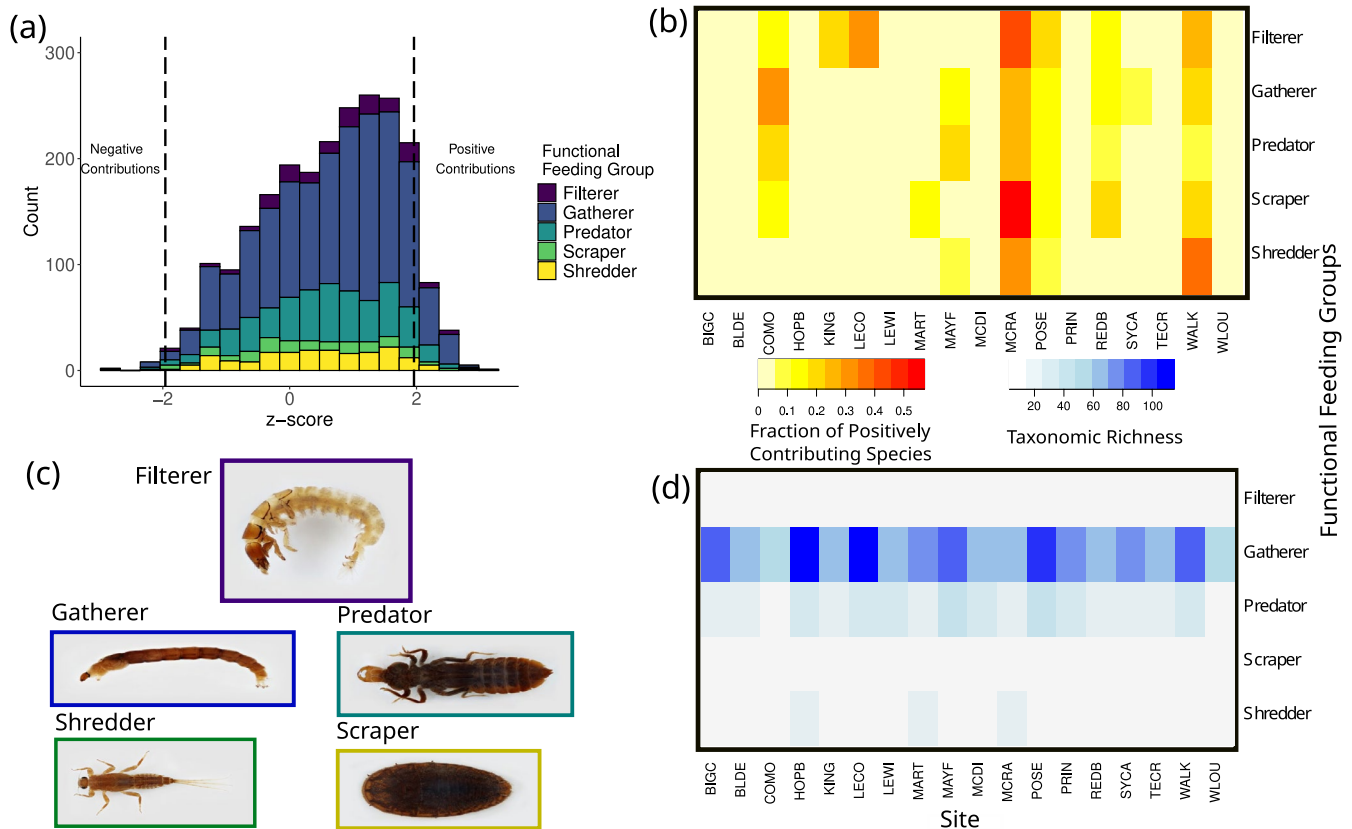 (a)
300
200
100
0
Count
Negative
Contributions
Positive
Contributions
−2
0
2
z−score
Functional
Feeding Group
Filterer
Gatherer
Predator
Scraper
Shredder
(b)
Filterer
Gatherer
Predator
Scraper
Shredder
BIGC
BLDE
COMO
HOPB
KING
LECO
LEWI
MART
MAYF
MCDI
MCRA
POSE
PRIN
REDB
SYCA
TECR
WALK
WLOU
0 0.1 0.2 0.3 0.4 0.5
Fraction of Positively
Contributing Species
20 40 60 80 100
Taxonomic Richness
Functional Feeding Groups
(c)
Filterer
Gatherer
Predator
Shredder
Scraper
(d)
Filterer
Gatherer
Predator
Scraper
Shredder
BIGC
BLDE
COMO
HOPB
KING
LECO
LEWI
MART
MAYF
MCDI
MCRA
POSE
PRIN
REDB
SYCA
TECR
WALK
WLOU
Site